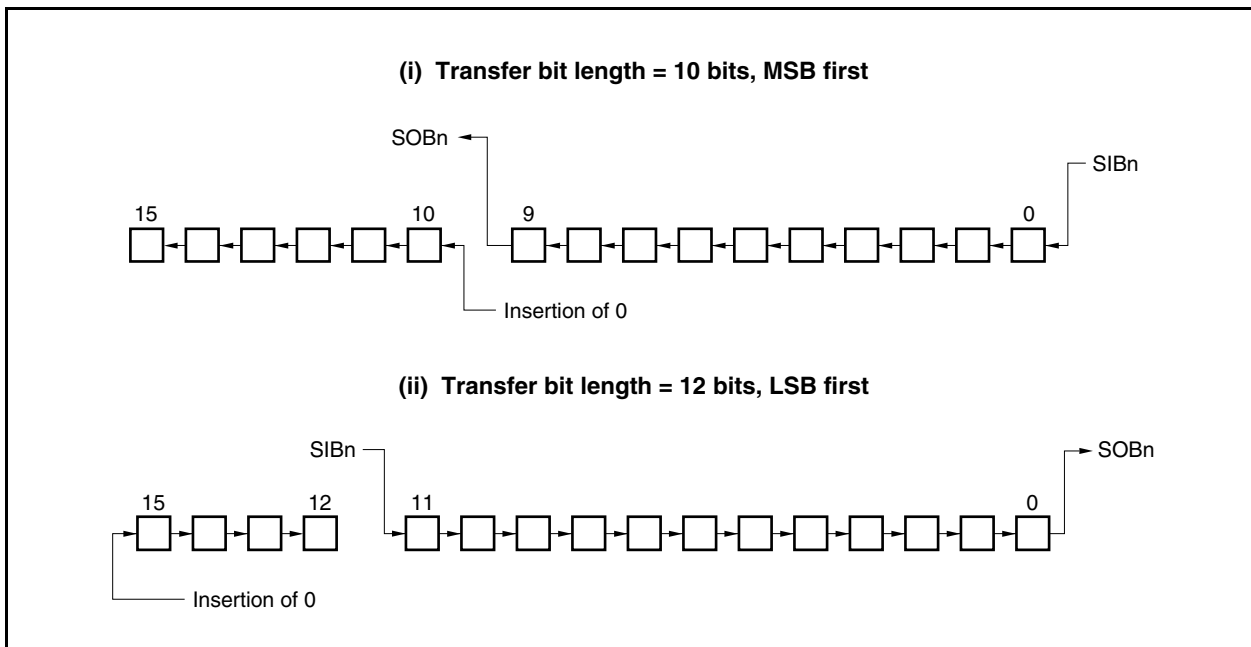 (i) Transfer bit length = 10 bits, MSB first
SOBn
SIBn
15 10 9 0
Insertion of 0
(ii) Transfer bit length = 12 bits, LSB first
SIBn SOBn
15 12 11 0
Insertion of 0